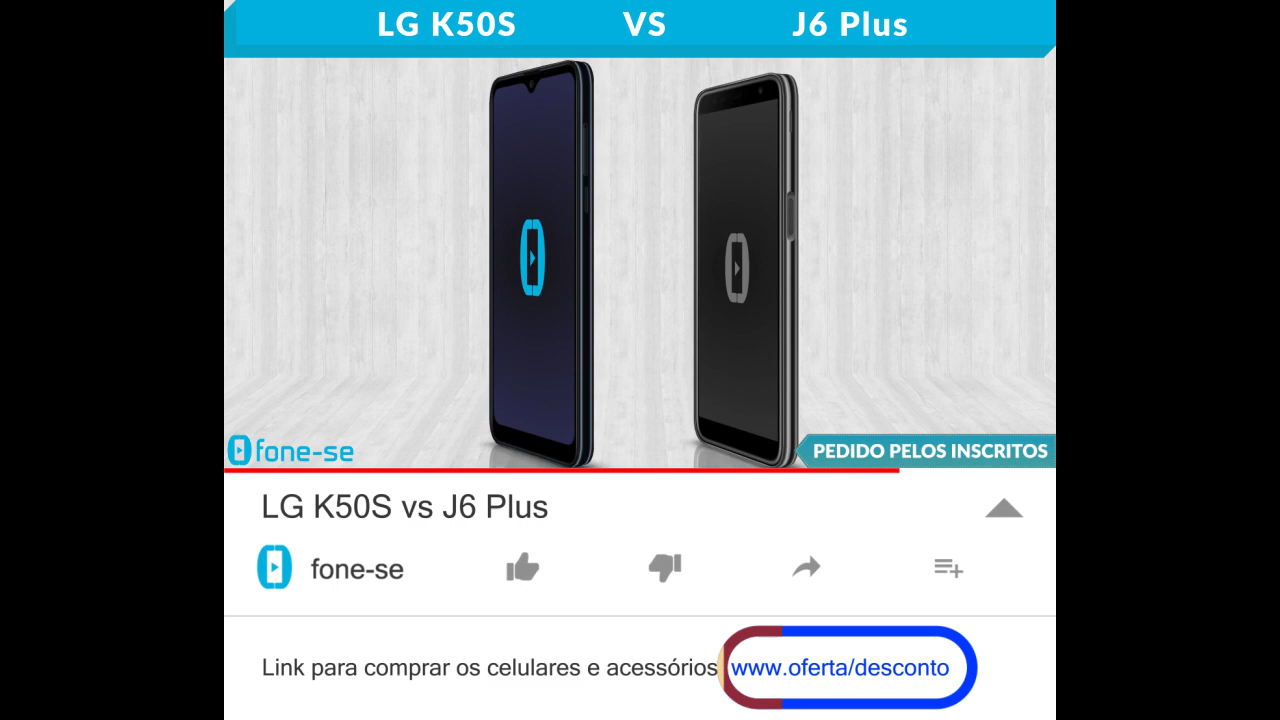 LG K50S VS J6 Plus
fone-se
PEDIDO PELOS INSCRITOS
LG K50S vs J6 Plus
fone-se
Link para comprar os celulares e acessórios www.oferta/desconto